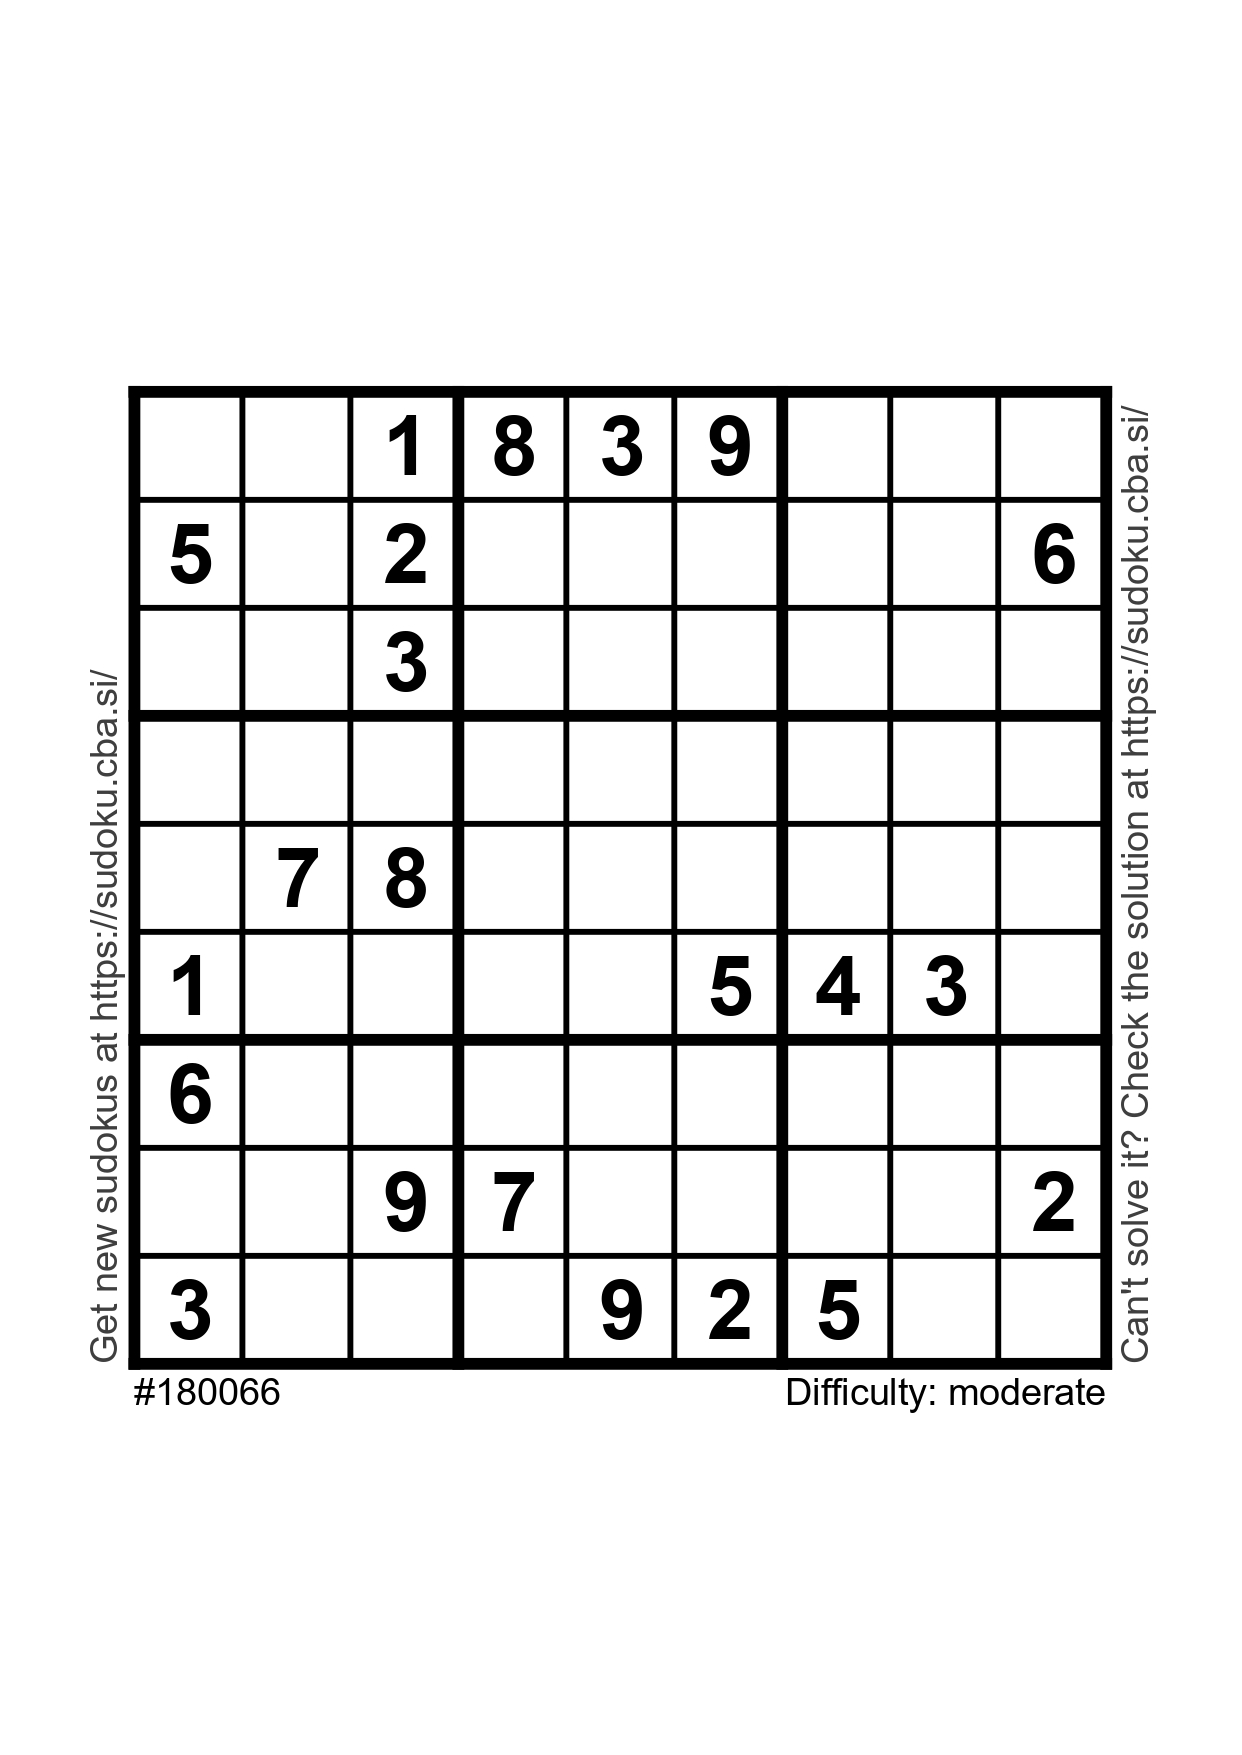 1 8 3 9
5 2 6
3
7 8
1 5 4 3
6
9 7 2
3 9 2 5
#180066 Difficulty: moderate
Get new sudokus at https://sudoku.cba.si/
Can't solve it? Check the solution at https://sudoku.cba.si/